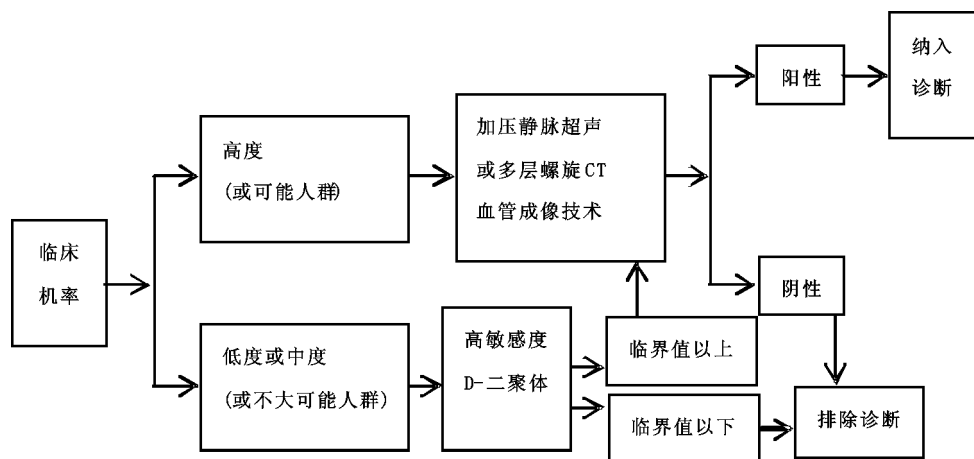 临床
机率
高度
(或可能人群)
加压静脉超声
或多层螺旋CT
血管成像技术
阳性
纳入
诊断
阴性
低度或中度
(或不大可能人群)
高敏感度
D-二聚体
临界值以上
临界值以下
排除诊断